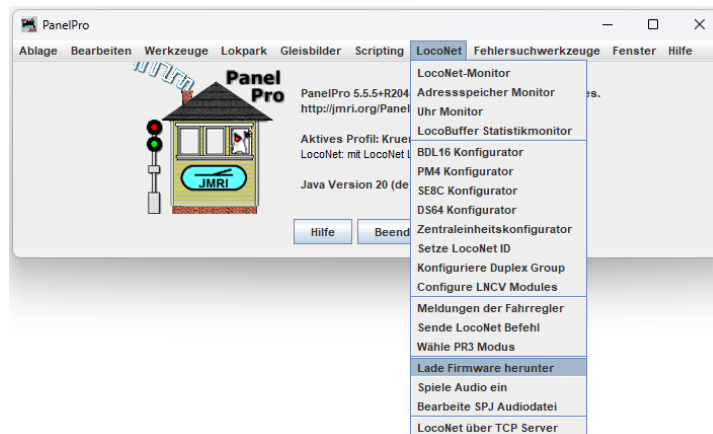 PanelPro
Ablage Bearbeiten Werkzeuge Lokpark Gleisbilder Scripting LocoNet Fehlersuchwerkzeuge Fenster Hilfe
Panel
Pro
JMRI
PanelPro 5.5.5+R204
es.
http://jmri.org/Panel
Aktives Profil: Kruer
LocoNet: mit LocoNet L
Java Version 20 (de
Hilfe
Beend
LocoNet-Monitor
Adressspeicher Monitor
Uhr Monitor
LocoBuffer Statistikmonitor
BDL16 Konfigurator
PM4 Konfigurator
SE8C Konfigurator
DS64 Konfigurator
Zentraleinheitskonfigurator
Setze LocoNet ID
Konfiguriere Duplex Group
Configure LNCV Modules
Meldungen der Fahrregler
Sende LocoNet Befehl
Wähle PR3 Modus
Lade Firmware herunter
Spiele Audio ein
Bearbeite SPJ Audiodatei
LocoNet über TCP Server